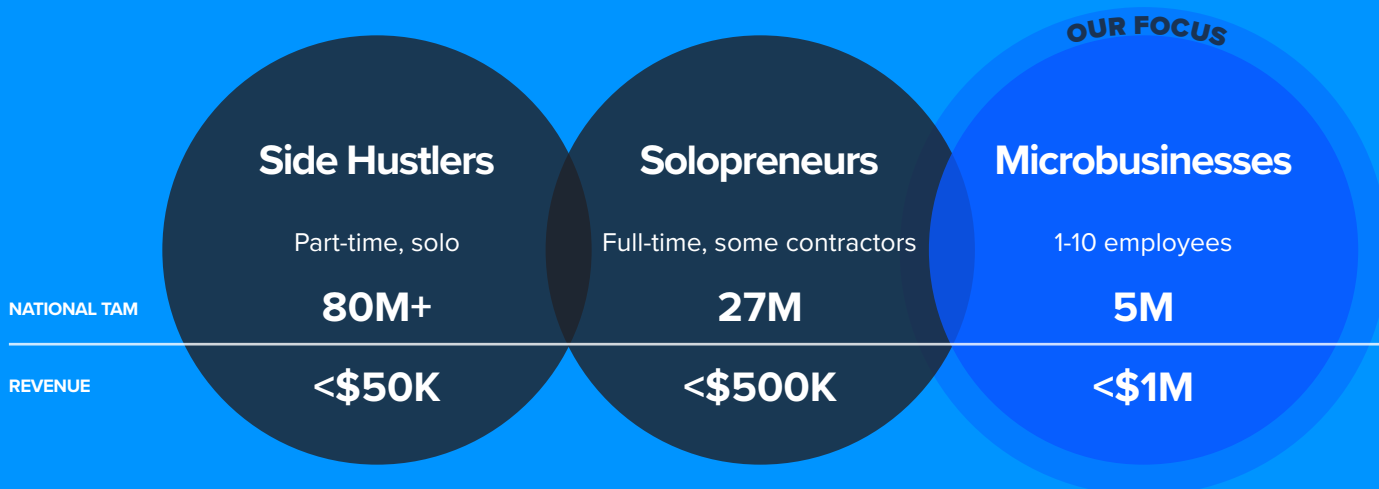 OUR FOCUS
Side Hustlers
Solopreneurs
Microbusinesses
Part-time, solo
Full-time, some contractors
1-10 employees
NATIONAL TAM
80M+
27M
5M
REVENUE
<$50K
<$500K
<$1M